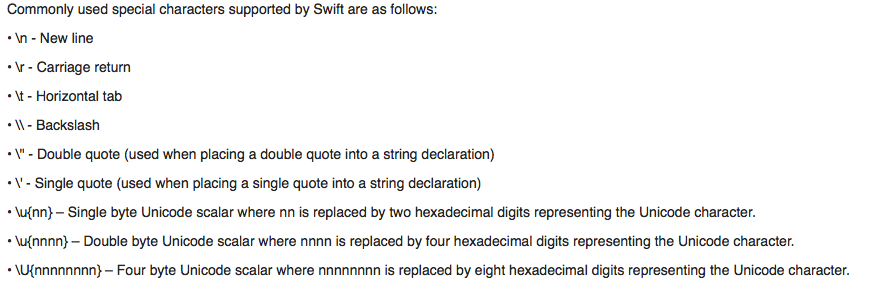 Commonly used special characters supported by Swift are as follows:
• \n - New line
• \r - Carriage return
• \t - Horizontal tab
• \\ - Backslash
• \" - Double quote (used when placing a double quote into a string declaration)
• \' - Single quote (used when placing a single quote into a string declaration)
• \u{nn} – Single byte Unicode scalar where nn is replaced by two hexadecimal digits representing the Unicode character.
• \u{nnnn} – Double byte Unicode scalar where nnnn is replaced by four hexadecimal digits representing the Unicode character.
• \U{nnnnnnnn} – Four byte Unicode scalar where nnnnnnnn is replaced by eight hexadecimal digits representing the Unicode character.